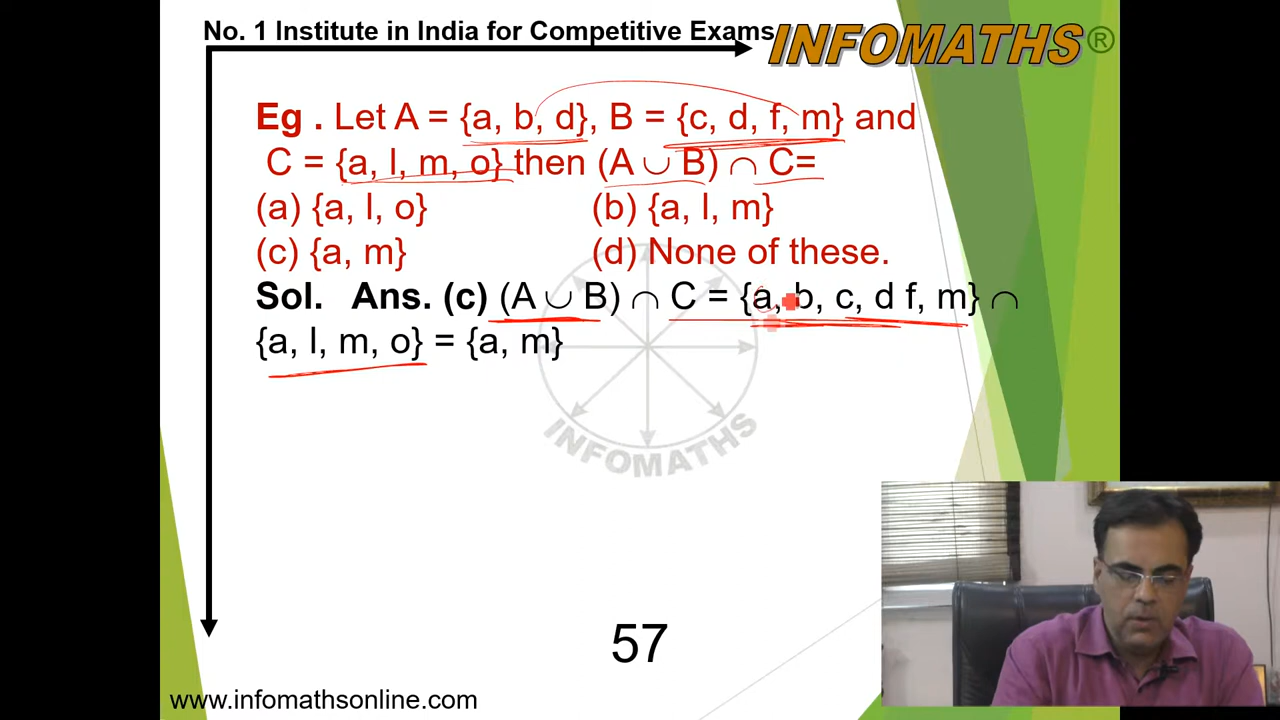 No. 1 Institute in India for Competitive Exams
INFOMATHS®
Eg . Let A = {a, b, d}, B = {c, d, f, m} and
C = {a, l, m, o} then (A ∪ B) ∩ C=
(a) {a, l, o} (b) {a, l, m}
(c) {a, m} (d) None of these.
Sol. Ans. (c) (A ∪ B) ∩ C = {a, b, c, d f, m} ∩
{a, l, m, o} = {a, m}
INFOMATHS
57
www.infomathsonline.com